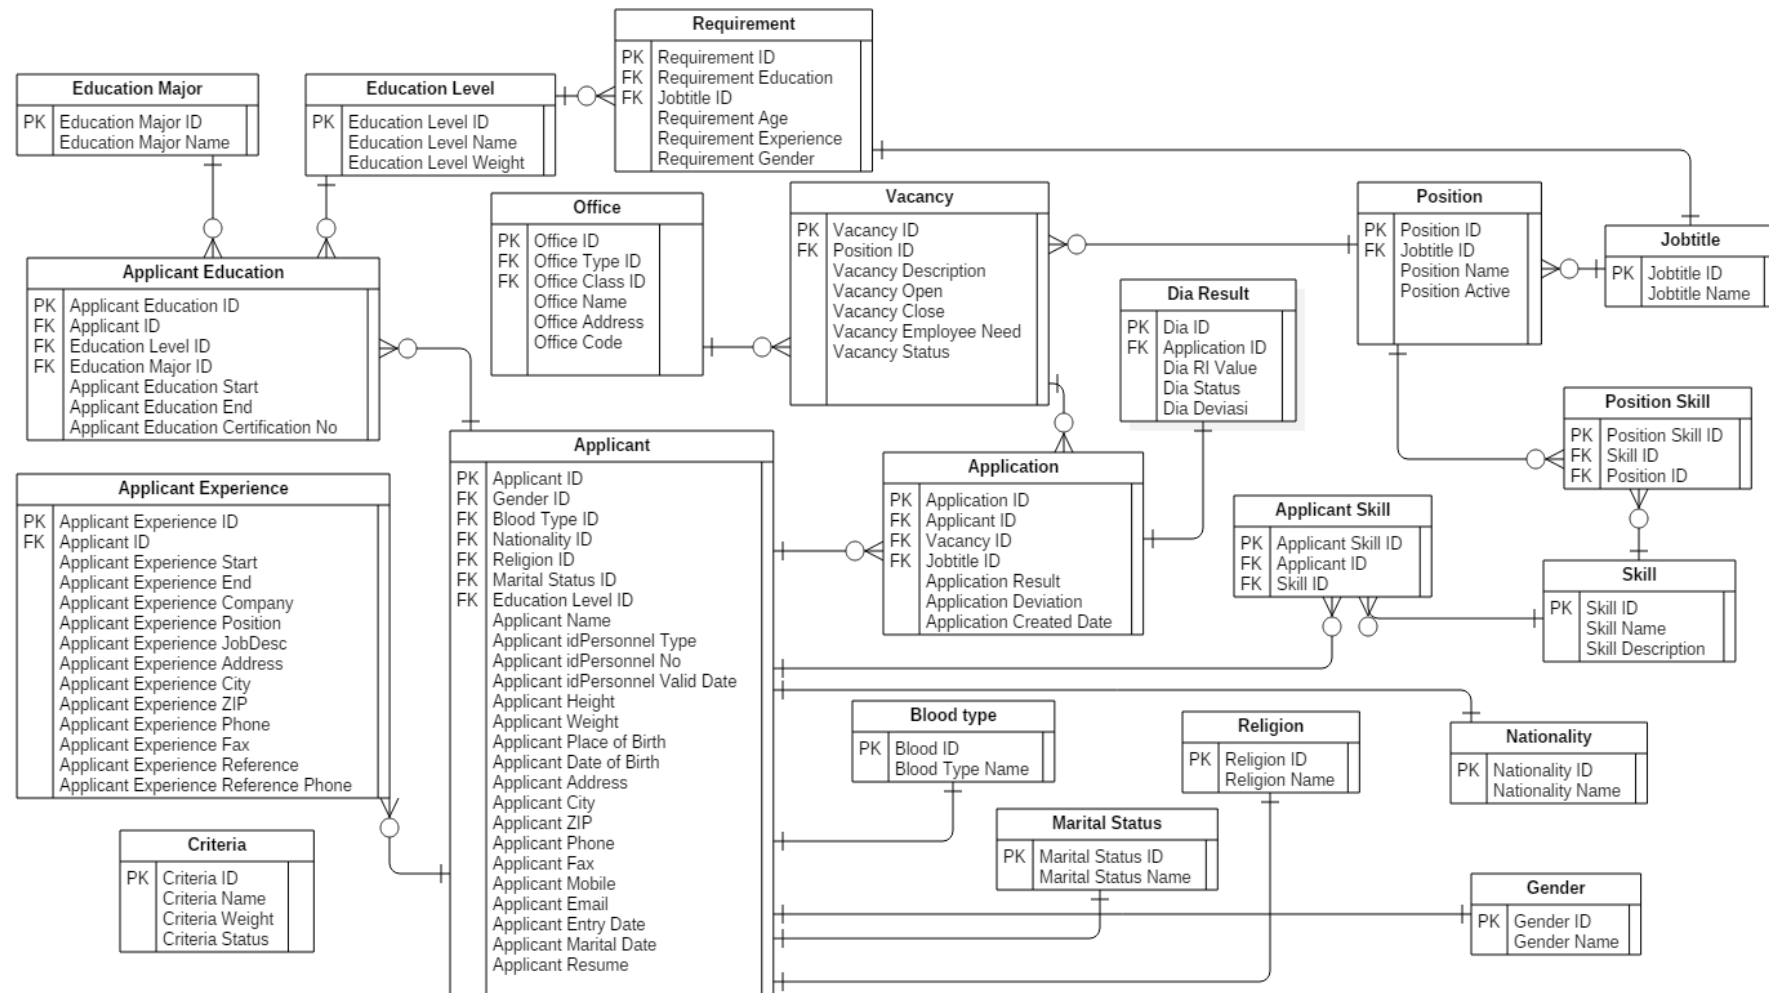 Requirement
PK Requirement ID
FK Requirement Education
FK Jobtitle ID
Requirement Age
Requirement Experience
Requirement Gender
Education Major
PK Education Major ID
Education Major Name
Education Level
PK Education Level ID
Education Level Name
Education Level Weight
Office
PK Office ID
FK Office Type ID
FK Office Class ID
Office Name
Office Address
Office Code
Vacancy
PK Vacancy ID
FK Position ID
Vacancy Description
Vacancy Open
Vacancy Close
Vacancy Employee Need
Vacancy Status
Position
PK Position ID
FK Jobtitle ID
Position Name
Position Active
Jobtitle
PK Jobtitle ID
Jobtitle Name
Applicant Education
PK Applicant Education ID
FK Applicant ID
FK Education Level ID
FK Education Major ID
Applicant Education Start
Applicant Education End
Applicant Education Certification No
Dia Result
PK Dia ID
FK Application ID
Dia RI Value
Dia Status
Dia Deviasi
Position Skill
PK Position Skill ID
FK Skill ID
FK Position ID
Applicant
PK Applicant ID
FK Gender ID
FK Blood Type ID
FK Nationality ID
FK Religion ID
FK Marital Status ID
FK Education Level ID
Applicant Name
Applicant idPersonnel Type
Applicant idPersonnel No
Applicant idPersonnel Valid Date
Applicant Height
Applicant Weight
Applicant Place of Birth
Applicant Date of Birth
Applicant Address
Applicant City
Applicant ZIP
Applicant Phone
Applicant Fax
Applicant Mobile
Applicant Email
Applicant Entry Date
Applicant Marital Date
Applicant Resume
Application
PK Application ID
FK Applicant ID
FK Vacancy ID
FK Jobtitle ID
Application Result
Application Deviation
Application Created Date
Applicant Experience
PK Applicant Experience ID
FK Applicant ID
Applicant Experience Start
Applicant Experience End
Applicant Experience Company
Applicant Experience Position
Applicant Experience JobDesc
Applicant Experience Address
Applicant Experience City
Applicant Experience ZIP
Applicant Experience Phone
Applicant Experience Fax
Applicant Experience Reference
Applicant Experience Reference Phone
Applicant Skill
PK Applicant Skill ID
FK Applicant ID
FK Skill ID
Skill
PK Skill ID
Skill Name
Skill Description
Blood type
PK Blood ID
Blood Type Name
Religion
PK Religion ID
Religion Name
Nationality
PK Nationality ID
Nationality Name
Marital Status
PK Marital Status ID
Marital Status Name
Criteria
PK Criteria ID
Criteria Name
Criteria Weight
Criteria Status
Gender
PK Gender ID
Gender Name